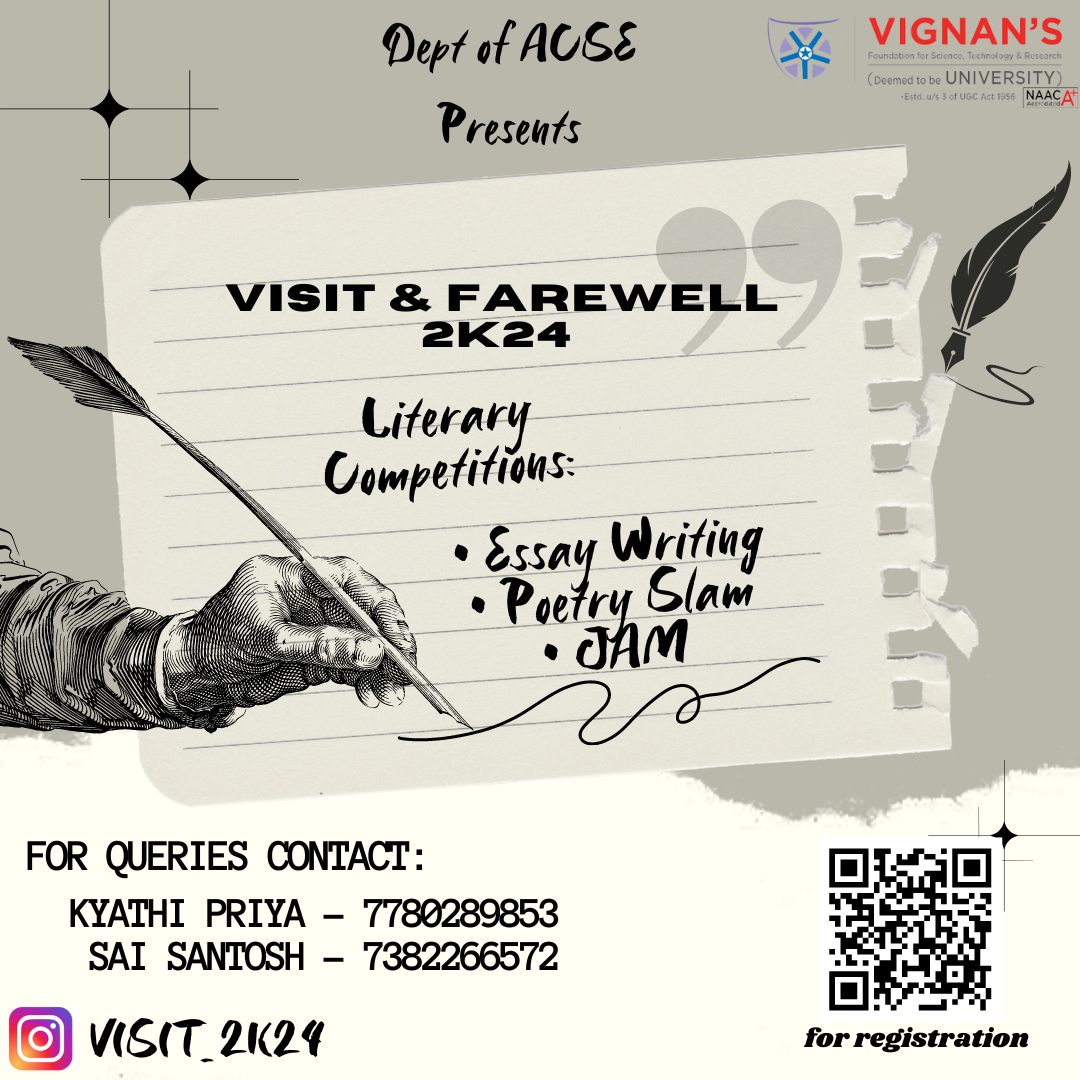 Dept of ACSE
Presents
VIGNAN'S
Foundation for Science, Technology & Research
(Deemed to be UNIVERSITY)
-Estd. u/s 3 of UGC Act 1956
NAAC A+
Accredited
VISIT & FAREWELL
2K24
Literary
Competitions:
• Essay Writing
• Poetry Slam
• JAM
FOR QUERIES CONTACT:
KYATHI PRIYA – 7780289853
SAI SANTOSH – 7382266572
VISIT_2K24
for registration